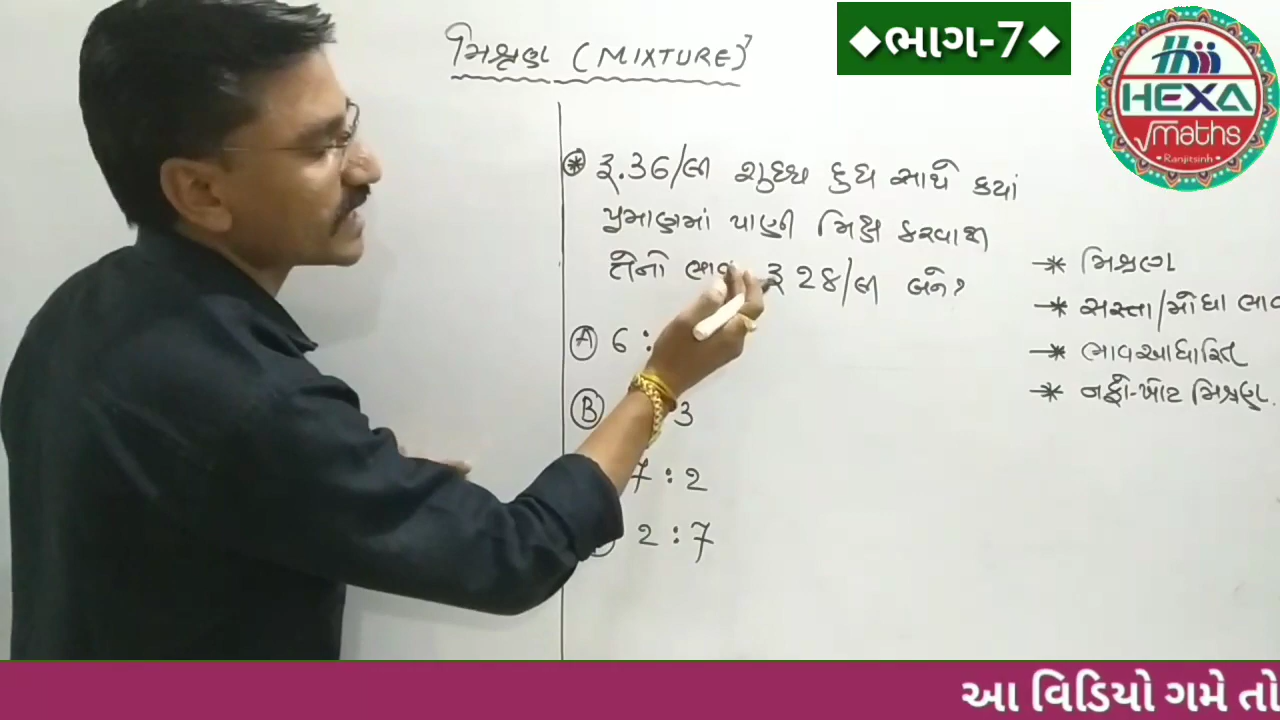 મિશ્રણ (MIXTURE)
◆ભાગ-7◆
HEXA
maths
Ranjitsinh
* રૂ.36/લી શુધ્ધ દુધ સાથે કયાં
પ્રમાણમાં પાણી મિક્ષ કરવાથી
તેનો ભાવ રૂ 28/લી બને?
A 6 :
B 3
7 : 2
2 : 7
* મિશ્રણ
* સસ્તા/મોંઘા ભાવ
* ભાવઆધારિત
* નફો-ખોટ મિશ્રણ.
આ વિડિયો ગમે તો